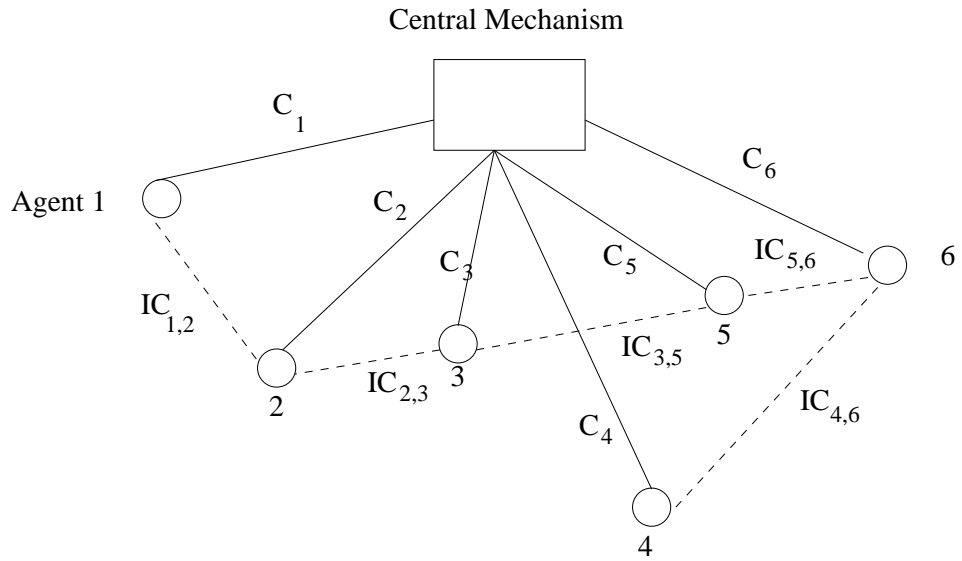 Central Mechanism
C1
C6
Agent 1
C2
C3
C5
IC5,6
6
IC1,2
5
IC3,5
IC2,3
3
2
IC4,6
C4
4